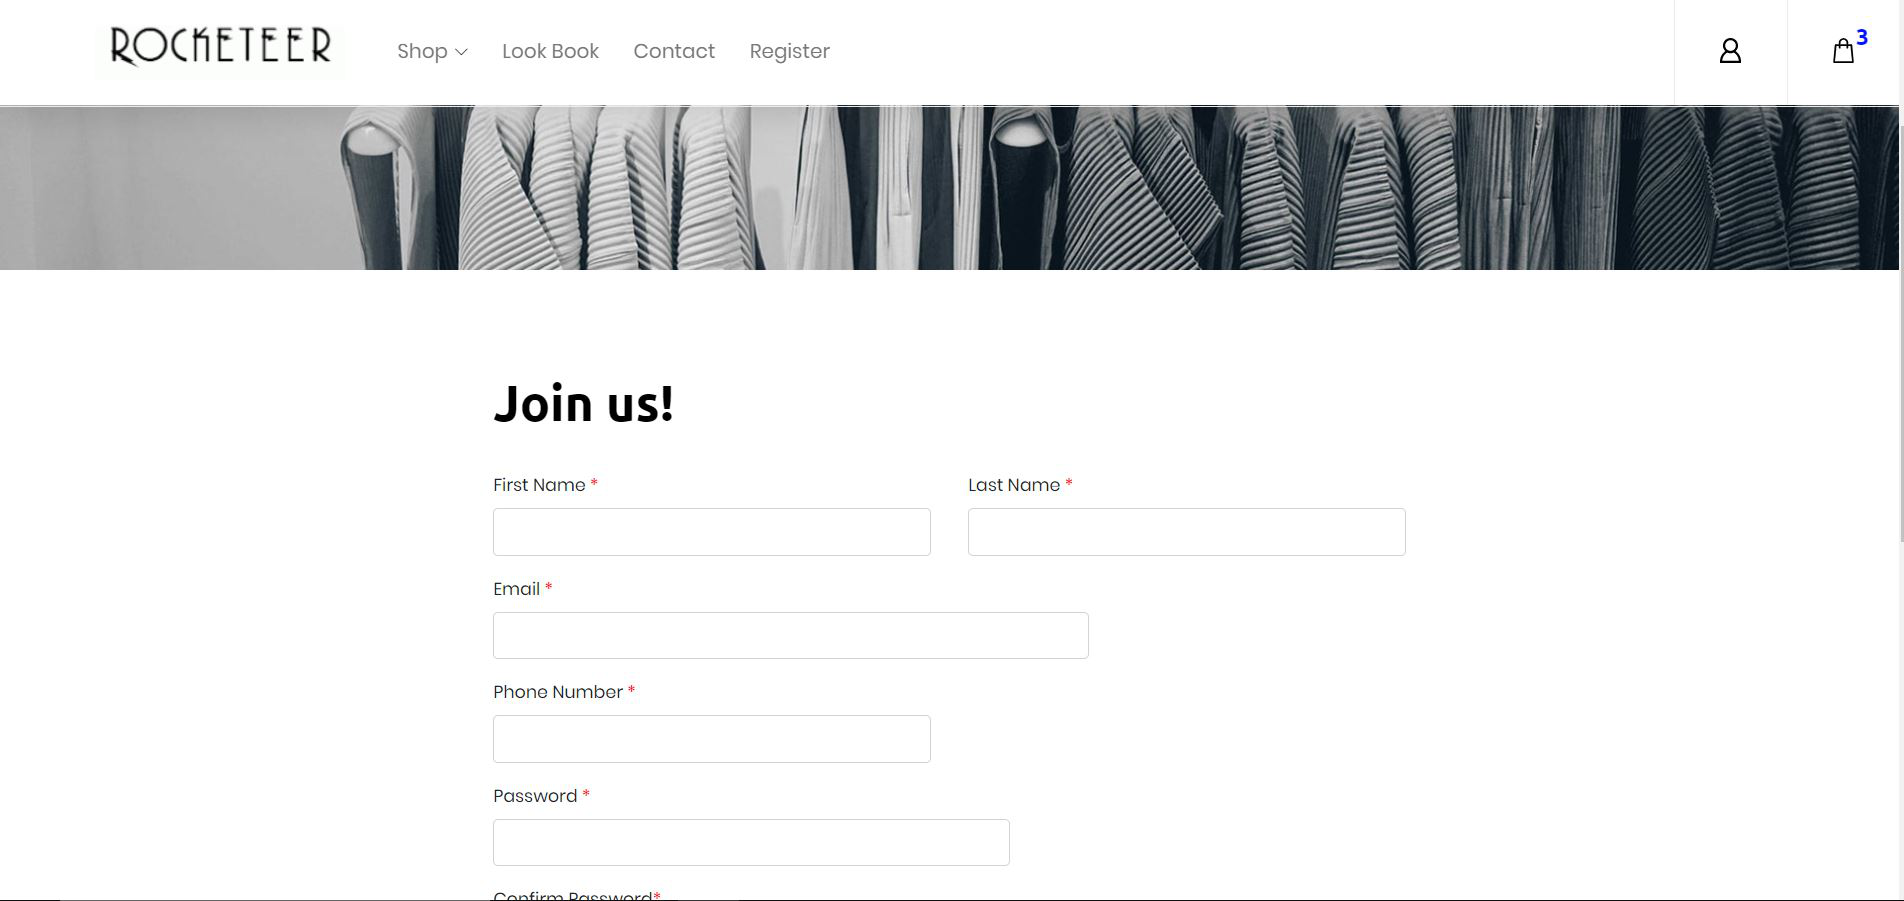 ROCKETEER
Shop Look Book Contact Register
3
Join us!
First Name * Last Name *
Email *
Phone Number *
Password *
Confirm Password*